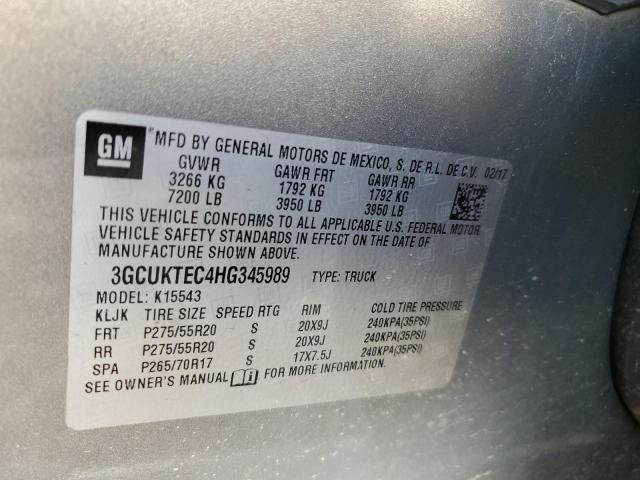 GM
MFD BY GENERAL MOTORS DE MEXICO, S. DE R.L. DE C.V. 02/17
GVWR GAWR FRT GAWR RR
3266 KG 1792 KG 1792 KG
7200 LB 3950 LB 3950 LB
THIS VEHICLE CONFORMS TO ALL APPLICABLE U.S. FEDERAL MOTOR
VEHICLE SAFETY STANDARDS IN EFFECT ON THE DATE OF
MANUFACTURE SHOWN ABOVE.
3GCUKTEC4HG345989 TYPE: TRUCK
MODEL: K15543
KLJK TIRE SIZE SPEED RTG RIM COLD TIRE PRESSURE
FRT P275/55R20 S 20X9J 240KPA(35PSI)
RR P275/55R20 S 20X9J 240KPA(35PSI)
SPA P265/70R17 S 17X7.5J 240KPA(35PSI)
SEE OWNER'S MANUAL FOR MORE INFORMATION.